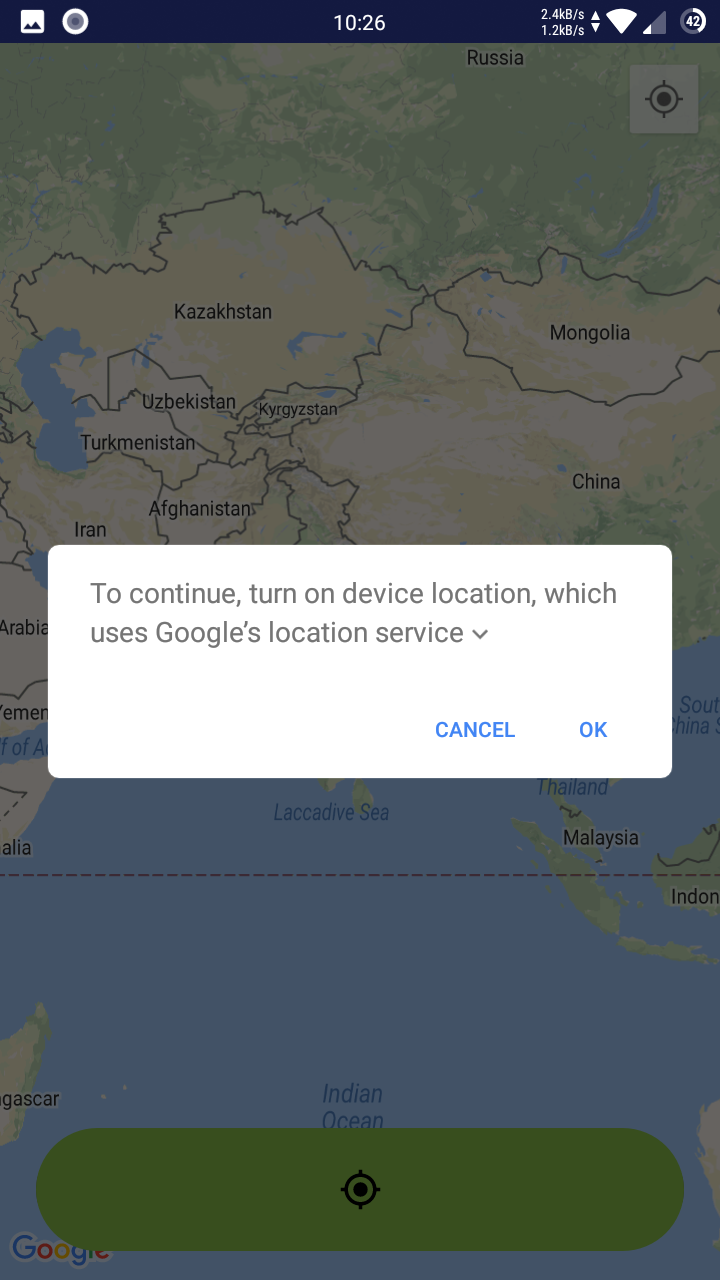 10:26
2.4kB/s
1.2kB/s
42
Russia
Kazakhstan
Mongolia
Uzbekistan
Kyrgyzstan
Turkmenistan
China
Afghanistan
Iran
To continue, turn on device location, which
uses Google’s location service
Arabia
Yemen
f of A
South
China S
CANCEL OK
Thailand
Laccadive Sea
Malaysia
alia
Indon
Indian
Ocean
gascar
Google